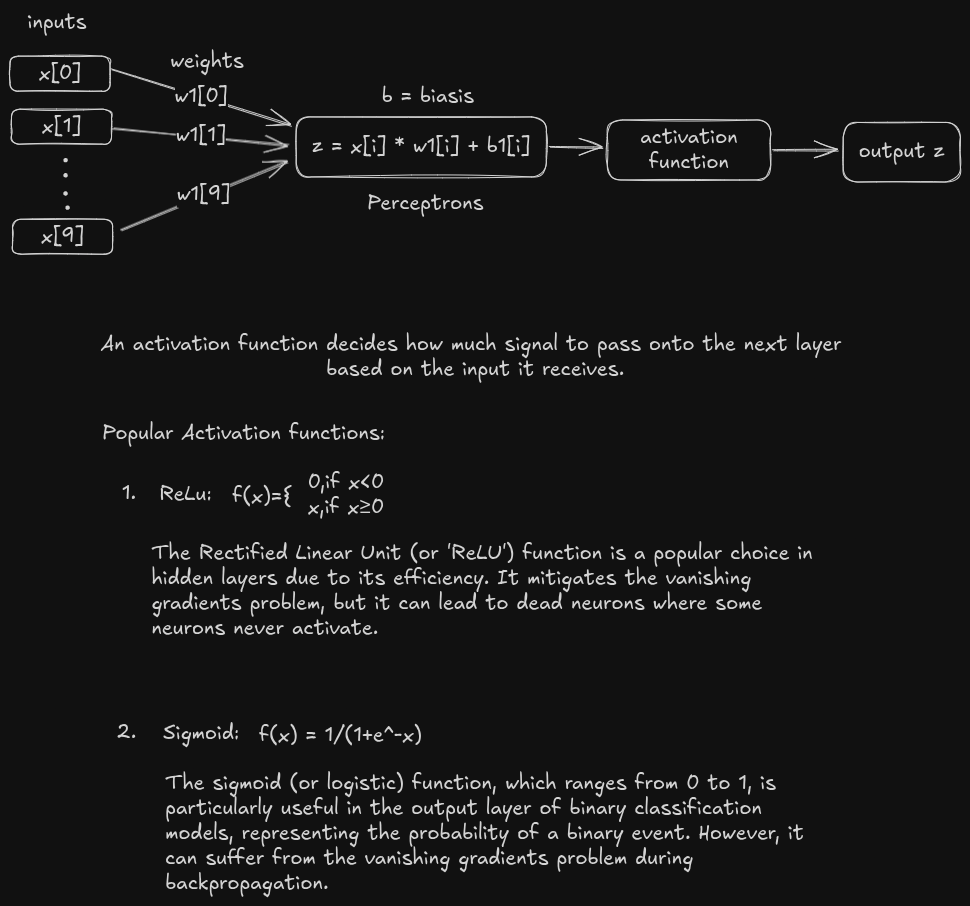 inputs
x[0]
weights
w1[0]
b = biasis
x[1]
w1[1]
z = x[i] * w1[i] + b1[i]
activation
function
output z
w1[9]
Perceptrons
x[9]
An activation function decides how much signal to pass onto the next layer
based on the input it receives.
Popular Activation functions:
1. ReLu: f(x)={ 0,if x<0
x,if x≥0
The Rectified Linear Unit (or 'ReLU') function is a popular choice in
hidden layers due to its efficiency. It mitigates the vanishing
gradients problem, but it can lead to dead neurons where some
neurons never activate.
2. Sigmoid: f(x) = 1/(1+e^-x)
The sigmoid (or logistic) function, which ranges from 0 to 1, is
particularly useful in the output layer of binary classification
models, representing the probability of a binary event. However, it
can suffer from the vanishing gradients problem during
backpropagation.